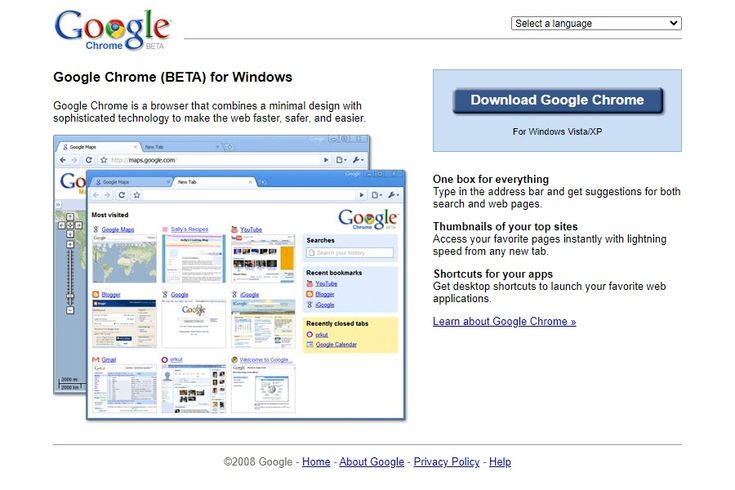 Google
Chrome BETA
Select a language
Google Chrome (BETA) for Windows
Google Chrome is a browser that combines a minimal design with
sophisticated technology to make the web faster, safer, and easier.
Download Google Chrome
For Windows Vista/XP
Google Maps
New Tab
http://maps.google.com/
Google
Google Maps
New Tab
Most visited
Google
Chrome BETA
Google Maps
Sally's Recipes
YouTube
Searches
Search your history
Recent bookmarks
YouTube
Blogger
iGoogle
Blogger
Google
iGoogle
Recently closed tabs
orkut
Google Calendar
Gmail
orkut
Welcome to Google...
2000 m
2000 km
One box for everything
Type in the address bar and get suggestions for both
search and web pages.
Thumbnails of your top sites
Access your favorite pages instantly with lightning
speed from any new tab.
Shortcuts for your apps
Get desktop shortcuts to launch your favorite web
applications.
Learn about Google Chrome »
©2008 Google - Home - About Google - Privacy Policy - Help